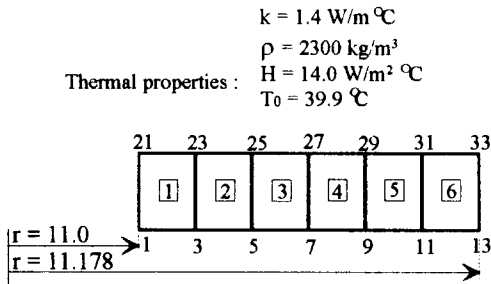 k = 1.4 W/m °C
ρ = 2300 kg/m³
Thermal properties : H = 14.0 W/m² °C
T₀ = 39.9 °C
21 23 25 27 29 31 33
1 2 3 4 5 6
r = 11.0 1 3 5 7 9 11 13
r = 11.178